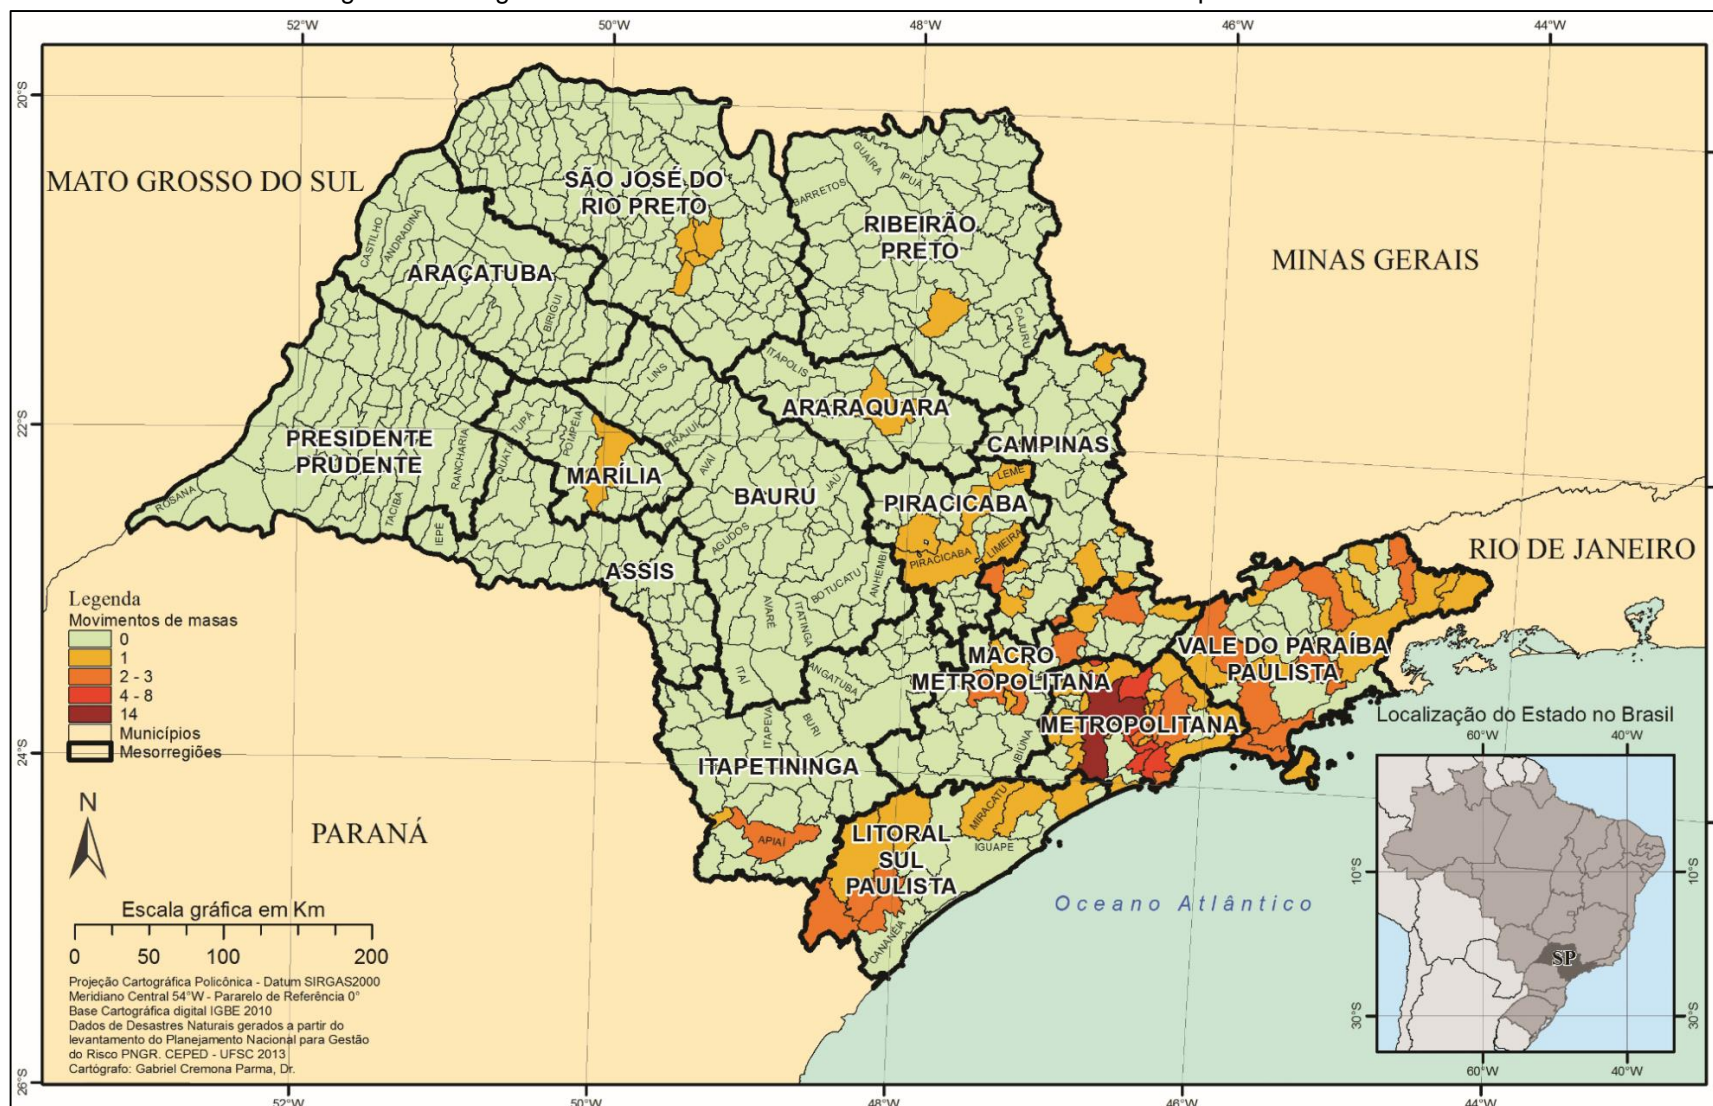 52°W
50°W
48°W
46°W
44°W
20°S
22°S
24°S
26°S
MATO GROSSO DO SUL
MINAS GERAIS
RIO DE JANEIRO
PARANÁ
SÃO JOSÉ DO
RIO PRETO
RIBEIRÃO
PRETO
GUAÍRA
IPUÃ
BARRETOS
CAJURU
ARAÇATUBA
CASTILHO
ANDRADINA
BIRIGUI
LINS
ITÁPOLIS
ARARAQUARA
CAMPINAS
PRESIDENTE
PRUDENTE
ROSANA
TACIBA
RANCHARIA
IEPÊ
QUATÁ
TUPÃ
POMPÉIA
MARÍLIA
PIRAJUÍ
AVAÍ
BAURU
JAÚ
AGUDOS
BOTUCATU
ANHEMBI
AVARÉ
ITATINGA
ITAÍ
ASSIS
LEME
PIRACICABA
PIRACICABA
LIMEIRA
MACRO
METROPOLITANA
VALE DO PARAÍBA
PAULISTA
METROPOLITANA
IBIÚNA
ANGATUBA
ITAPEVA
BURI
ITAPETININGA
APIAÍ
LITORAL
SUL
PAULISTA
MIRACATU
IGUAPE
CANANÉIA
Oceano Atlântico
Legenda
Movimentos de masas
0
1
2 - 3
4 - 8
14
Municípios
Mesorregiões
N
Escala gráfica em Km
0 50 100 200
Projeção Cartográfica Policônica - Datum SIRGAS2000
Meridiano Central 54°W - Pararelo de Referência 0°
Base Cartográfica digital IGBE 2010
Dados de Desastres Naturais gerados a partir do
levantamento do Planejamento Nacional para Gestão
do Risco PNGR. CEPED - UFSC 2013
Cartógrafo: Gabriel Cremona Parma, Dr.
Localização do Estado no Brasil
60°W
40°W
10°S
10°S
SP
30°S
30°S
60°W
40°W
52°W
50°W
48°W
46°W
44°W